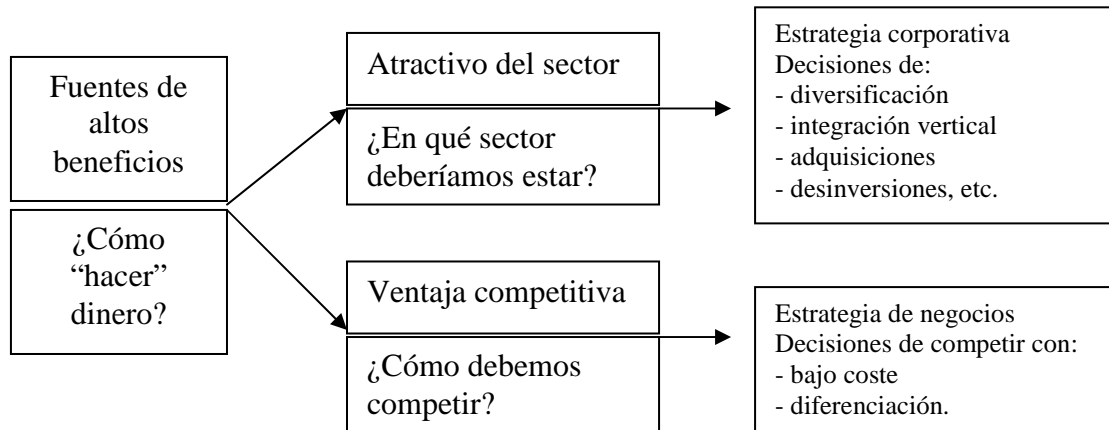 Fuentes de
altos
beneficios
¿Cómo
“hacer”
dinero?
Atractivo del sector
¿En qué sector
deberíamos estar?
Ventaja competitiva
¿Cómo debemos
competir?
Estrategia corporativa
Decisiones de:
- diversificación
- integración vertical
- adquisiciones
- desinversiones, etc.
Estrategia de negocios
Decisiones de competir con:
- bajo coste
- diferenciación.